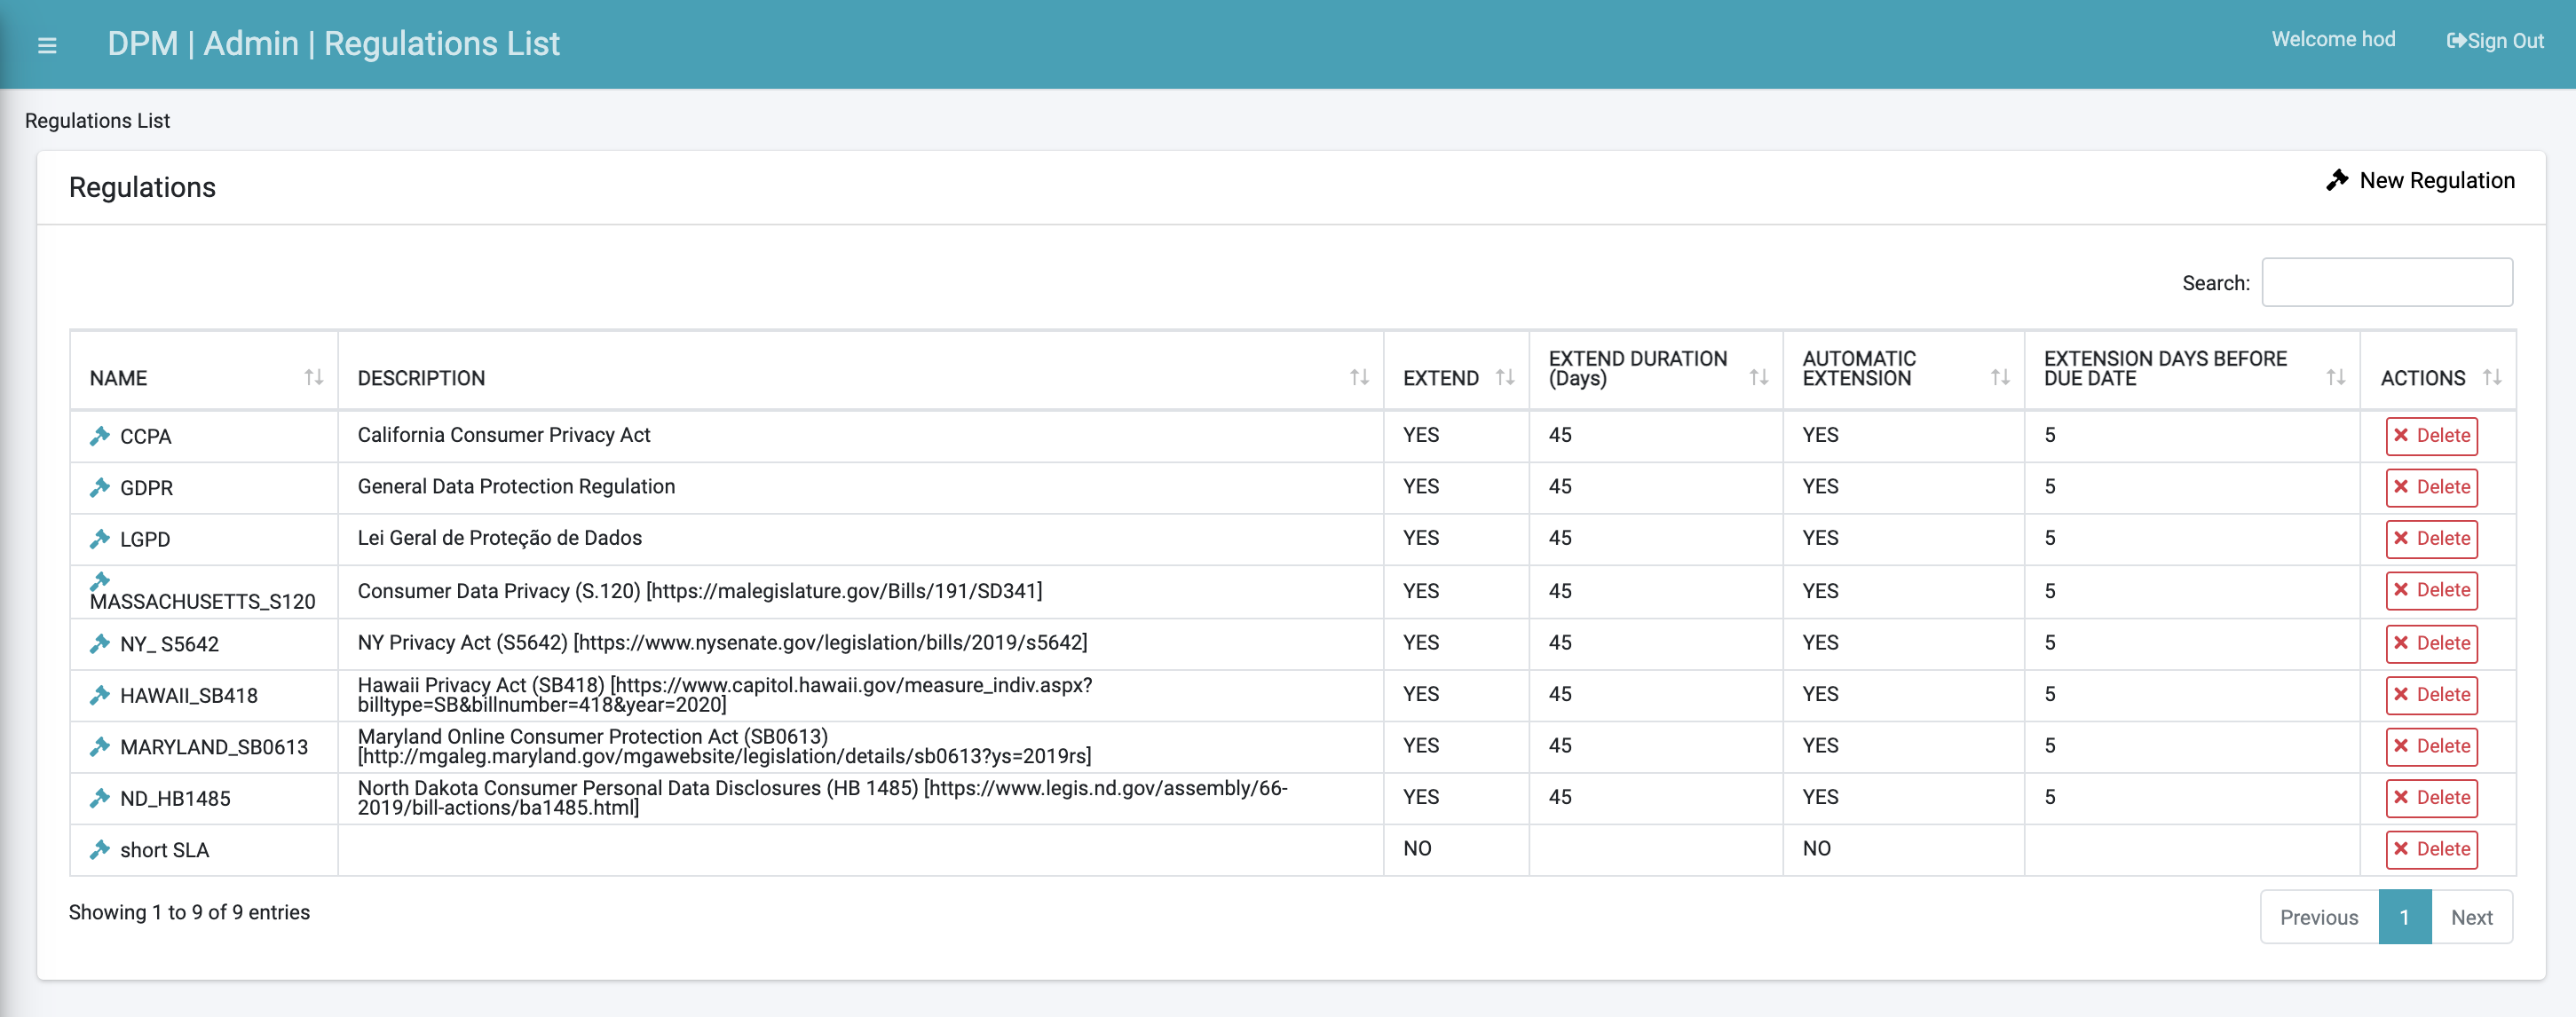 DPM | Admin | Regulations List
Welcome hod
Sign Out
Regulations List
Regulations
New Regulation
Search:
NAME
DESCRIPTION
EXTEND
EXTEND DURATION
(Days)
AUTOMATIC
EXTENSION
EXTENSION DAYS BEFORE
DUE DATE
ACTIONS
CCPA
California Consumer Privacy Act
YES
45
YES
5
Delete
GDPR
General Data Protection Regulation
YES
45
YES
5
Delete
LGPD
Lei Geral de Proteção de Dados
YES
45
YES
5
Delete
MASSACHUSETTS_S120
Consumer Data Privacy (S.120) [https://malegislature.gov/Bills/191/SD341]
YES
45
YES
5
Delete
NY_ S5642
NY Privacy Act (S5642) [https://www.nysenate.gov/legislation/bills/2019/s5642]
YES
45
YES
5
Delete
HAWAII_SB418
Hawaii Privacy Act (SB418) [https://www.capitol.hawaii.gov/measure_indiv.aspx?
billtype=SB&billnumber=418&year=2020]
YES
45
YES
5
Delete
MARYLAND_SB0613
Maryland Online Consumer Protection Act (SB0613)
[http://mgaleg.maryland.gov/mgawebsite/legislation/details/sb0613?ys=2019rs]
YES
45
YES
5
Delete
ND_HB1485
North Dakota Consumer Personal Data Disclosures (HB 1485) [https://www.legis.nd.gov/assembly/66-
2019/bill-actions/ba1485.html]
YES
45
YES
5
Delete
short SLA
NO
NO
Delete
Showing 1 to 9 of 9 entries
Previous
1
Next